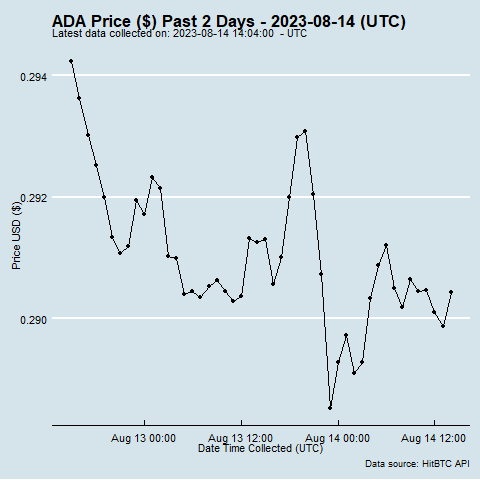 ADA Price ($) Past 2 Days - 2023-08-14 (UTC)
Latest data collected on: 2023-08-14 14:04:00  - UTC
0.294
0.292
0.290
Price USD ($)
Aug 13 00:00
Aug 13 12:00
Aug 14 00:00
Aug 14 12:00
Date Time Collected (UTC)
Data source: HitBTC API